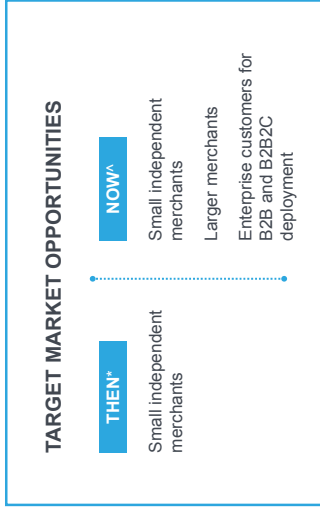 TARGET MARKET OPPORTUNITIES
THEN*
Small independent
merchants
NOW^
Small independent
merchants
Larger merchants
Enterprise customers for
B2B and B2B2C
deployment